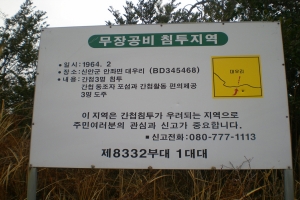 무장공비 침투지역
• 일시: 1964. 2
• 장소: 신안군 안좌면 대우리 (BD345468)
• 내용: 간첩3명 침투
간첩 동조자 포섬과 간첩활동 편의제공
3명 도주
대우리
이 지역은 간첩침투가 우려되는 지역으로
주민여러분의 관심과 신고가 중요합니다.
• 신고전화: 080-777-1113
제8332부대 1대대